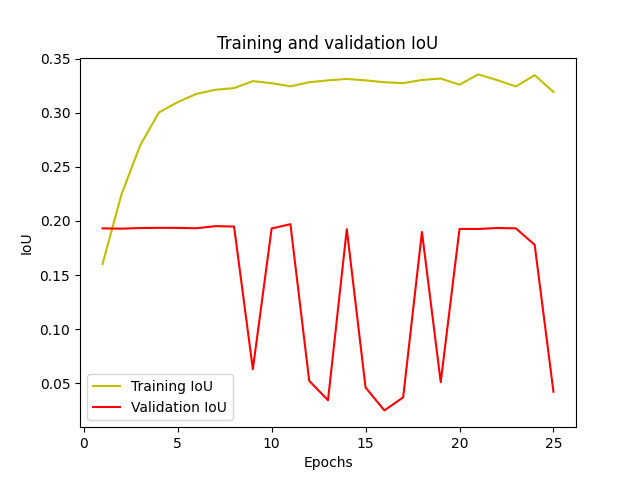 Training and validation IoU
0.35
0.30
0.25
0.20
0.15
0.10
0.05
IoU
Training IoU
Validation IoU
0 5 10 15 20 25
Epochs